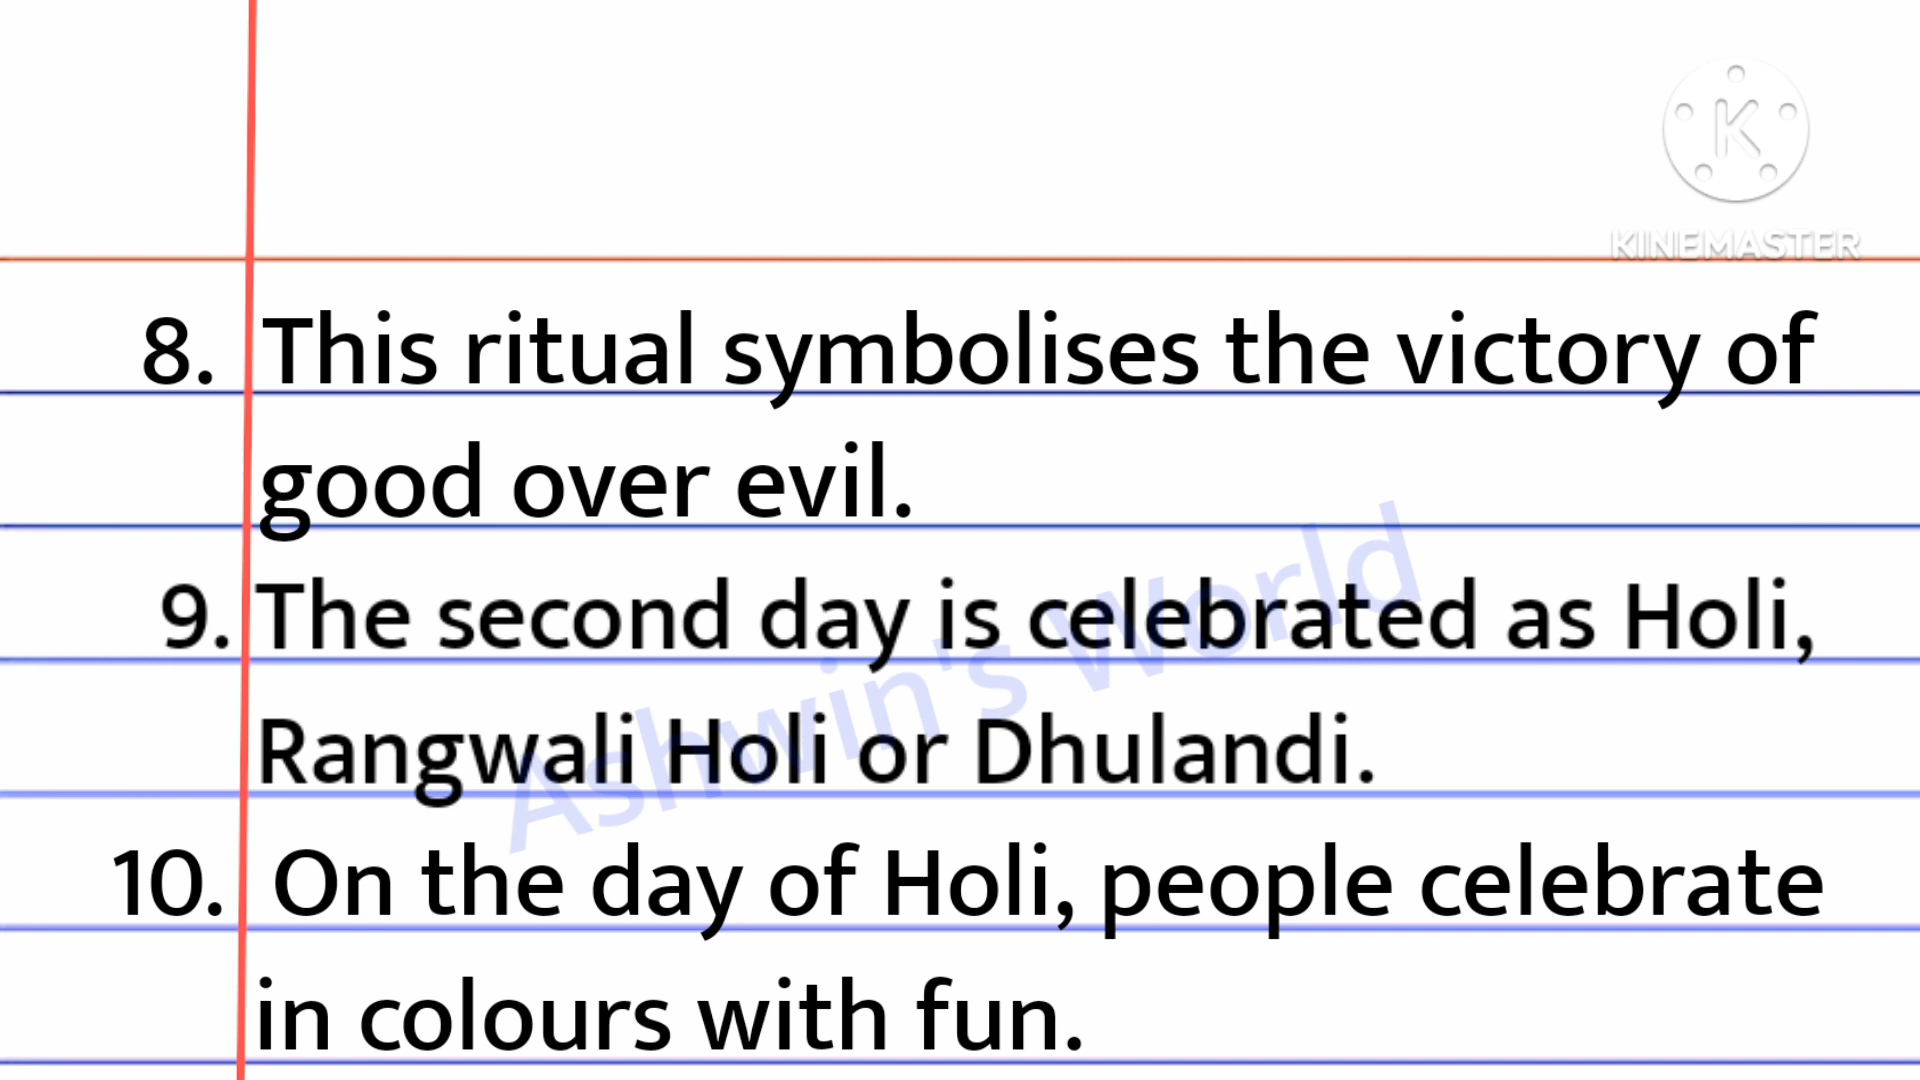 KINEMASTER
8. This ritual symbolises the victory of
good over evil.
9. The second day is celebrated as Holi,
Rangwali Holi or Dhulandi.
10. On the day of Holi, people celebrate
in colours with fun.
Ashwin's World